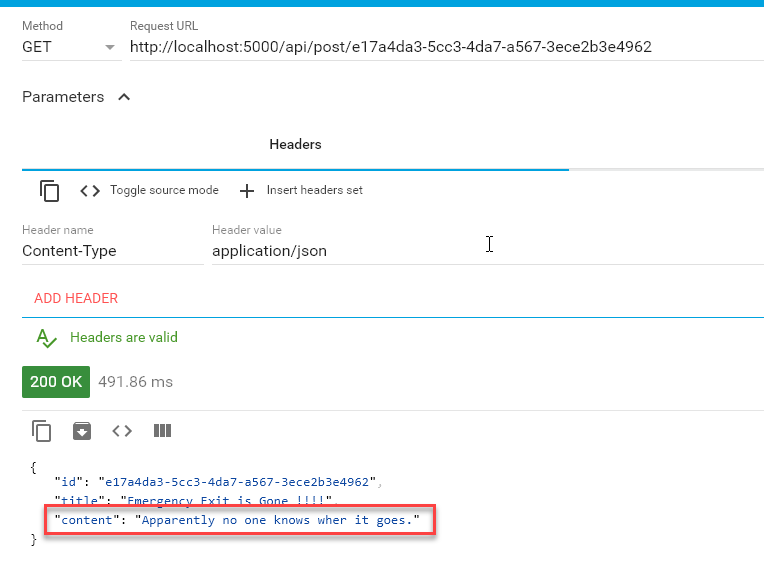 Method
Request URL
GET
http://localhost:5000/api/post/e17a4da3-5cc3-4da7-a567-3ece2b3e4962
Parameters
Headers
Toggle source mode
Insert headers set
Header name
Header value
Content-Type
application/json
ADD HEADER
Headers are valid
200 OK 491.86 ms
{
"id": "e17a4da3-5cc3-4da7-a567-3ece2b3e4962",
"title": "Emergency Exit is Gone !!!!",
"content": "Apparently no one knows wher it goes."
}